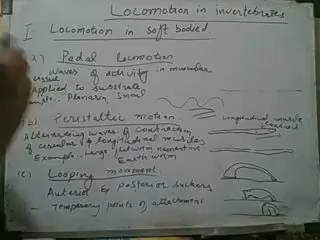 Locomotion in invertebrates
I Locomotion in soft bodied
Pedal Locomotion
Waves of activity in muscular
tissue
Applied to substrate
Planaria, Snail
(b) Peristaltic motion
Longitudinal muscle
Alternating waves of contraction
of circular & longitudinal muscles
Example - Large
Earth worm
(c) Looping movement
Anterior & posterior suckers
- Temporary points of attachment